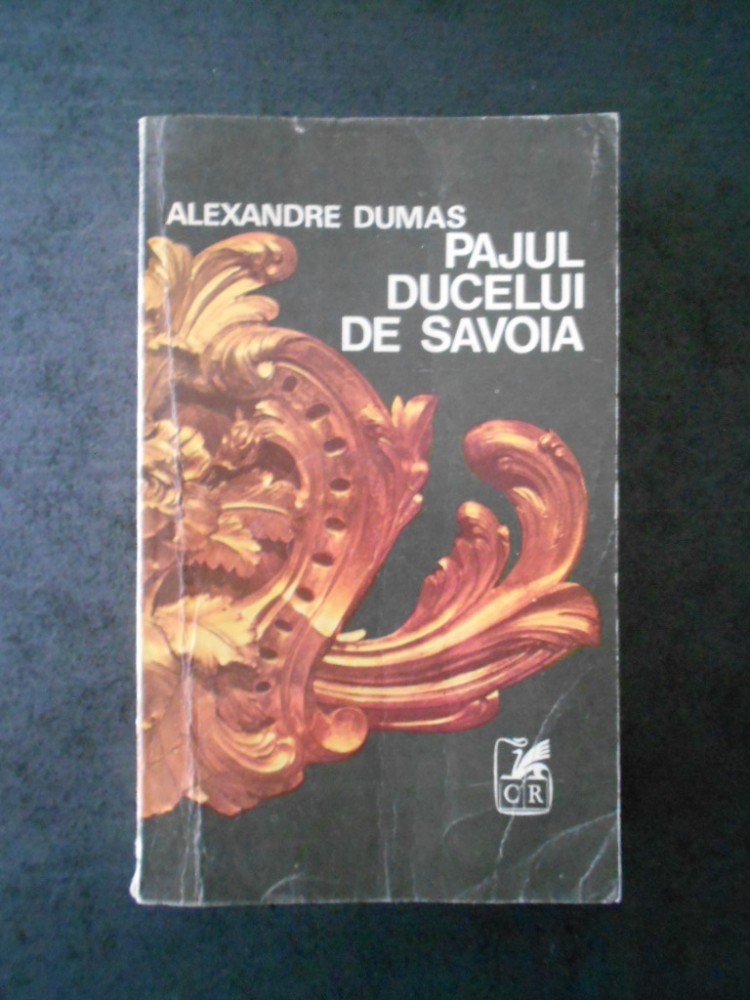 ALEXANDRE DUMAS
PAJUL
DUCELUI
DE SAVOIA
CR